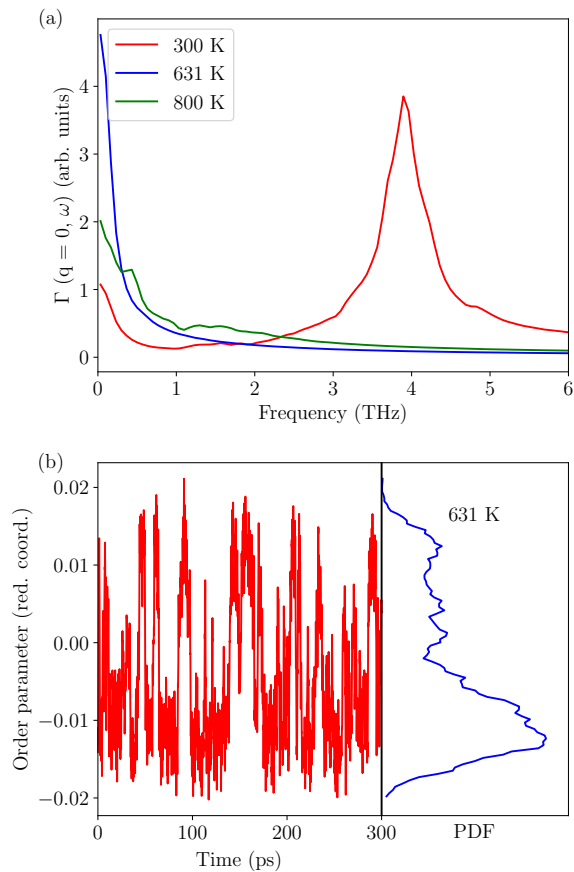 (a)
300 K
631 K
800 K
Γ (q = 0, ω) (arb. units)
4
3
2
1
0
0 1 2 3 4 5 6
Frequency (THz)
(b)
631 K
Order parameter (red. coord.)
0.02
0.01
0.00
−0.01
−0.02
0 100 200 300
Time (ps)
PDF